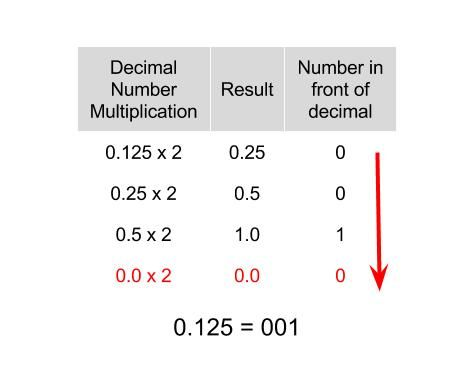 Decimal
Number
Multiplication
Result
Number in
front of
decimal
0.125 x 2 0.25 0
0.25 x 2 0.5 0
0.5 x 2 1.0 1
0.0 x 2 0.0 0
0.125 = 001